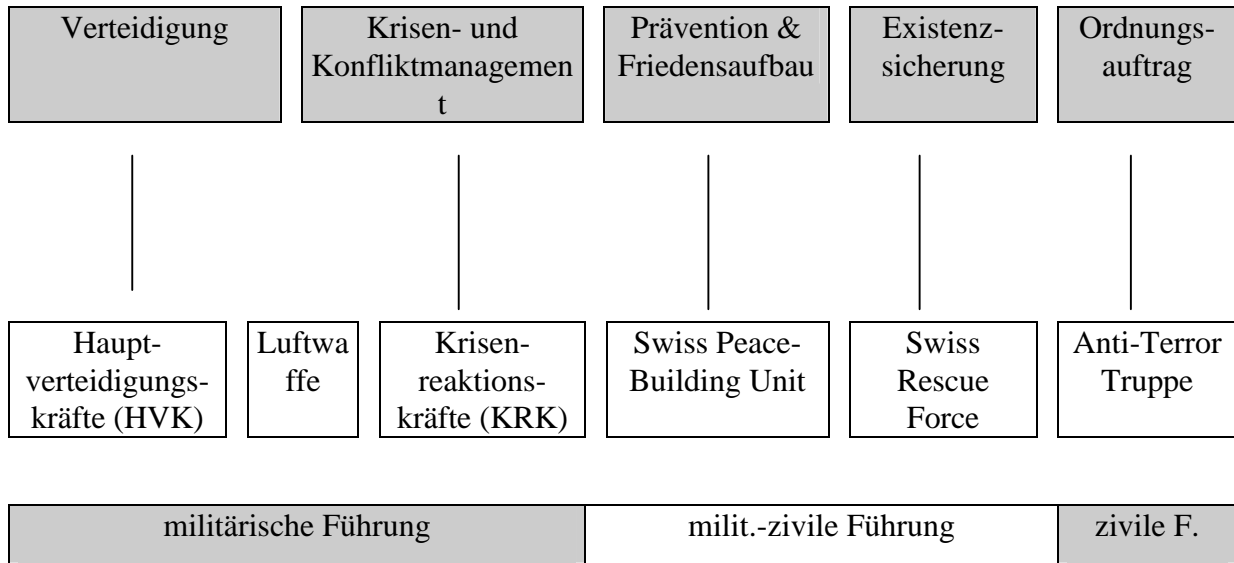 Verteidigung
Krisen- und
Konfliktmanagemen
t
Prävention &
Friedensaufbau
Existenz-
sicherung
Ordnungs-
auftrag
Haupt-
verteidigungs-
kräfte (HVK)
Luftwa
ffe
Krisen-
reaktions-
kräfte (KRK)
Swiss Peace-
Building Unit
Swiss
Rescue
Force
Anti-Terror
Truppe
militärische Führung
milit.-zivile Führung
zivile F.